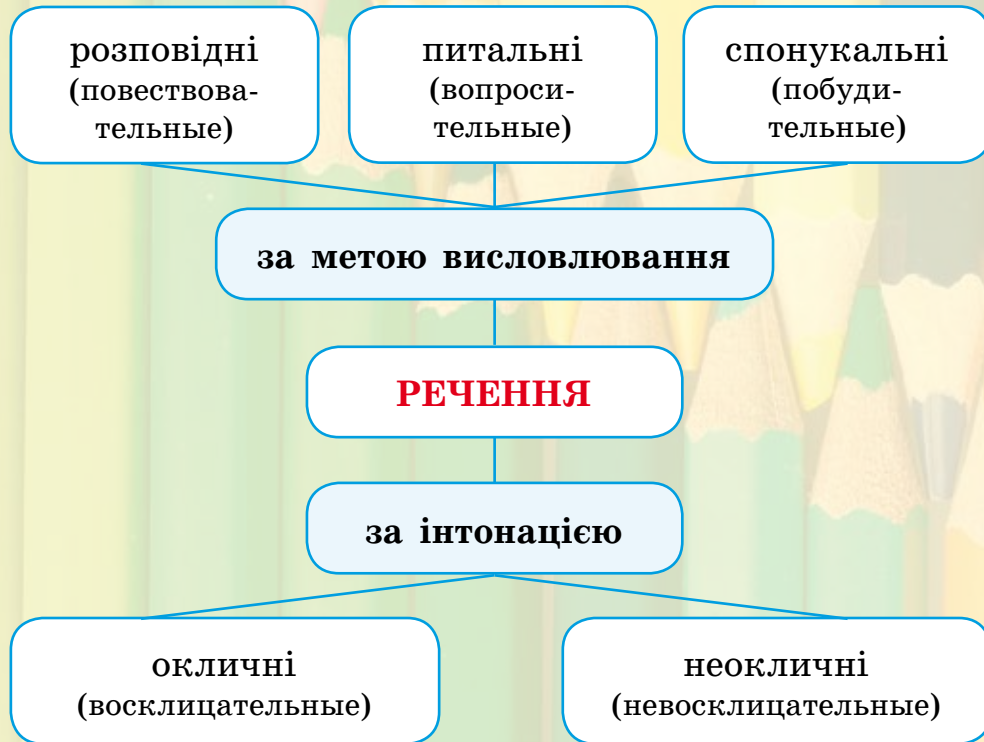 розповідні
(повествова-
тельные)
питальні
(вопроси-
тельные)
спонукальні
(побуди-
тельные)
за метою висловлювання
РЕЧЕННЯ
за інтонацією
окличні
(восклицательные)
неокличні
(невосклицательные)